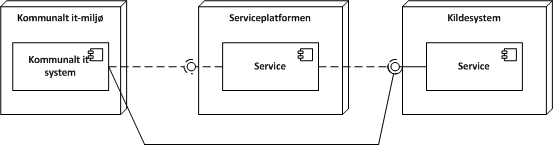 Kommunalt it-miljø
Serviceplatformen
Kildesystem
Kommunalt it
system
Service
Service